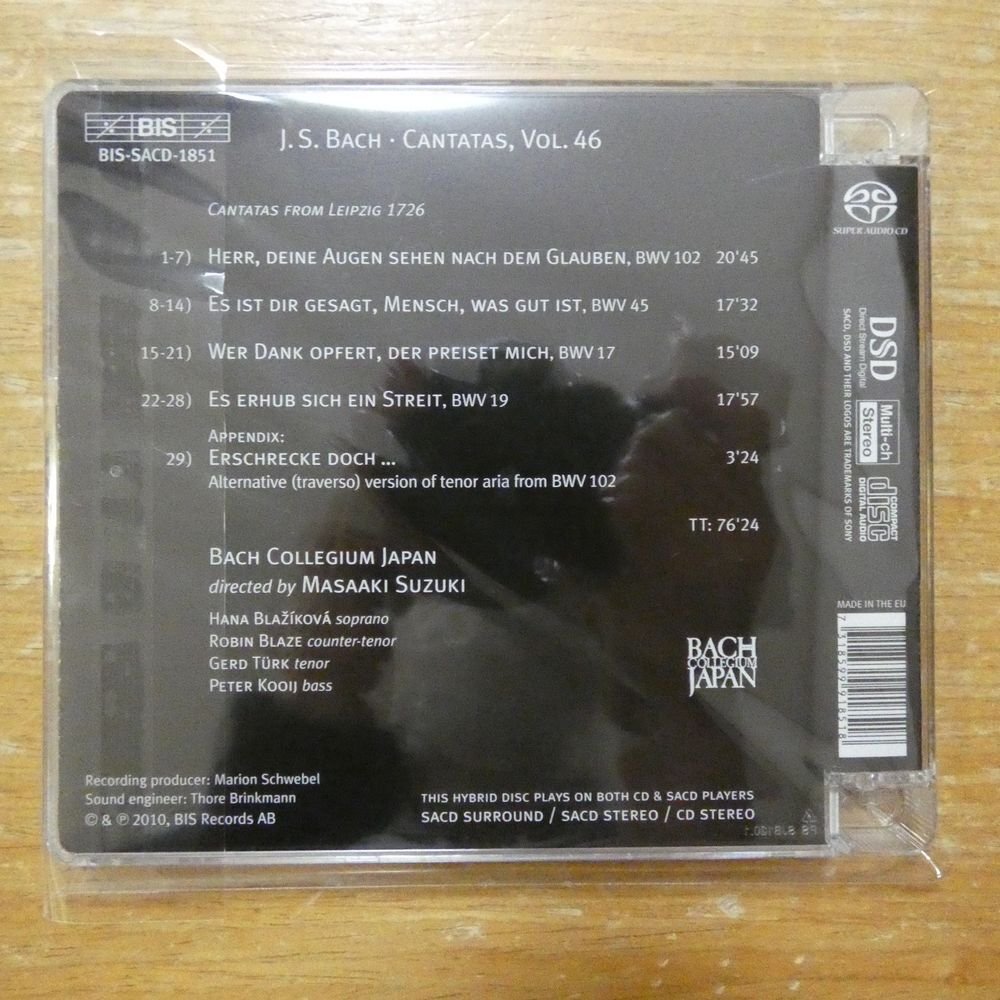 BIS
BIS-SACD-1851
J. S. BACH · CANTATAS, VOL. 46
CANTATAS FROM LEIPZIG 1726
1-7) HERR, DEINE AUGEN SEHEN NACH DEM GLAUBEN, BWV 102 20'45
8-14) ES IST DIR GESAGT, MENSCH, WAS GUT IST, BWV 45 17'32
15-21) WER DANK OPFERT, DER PREISET MICH, BWV 17 15'09
22-28) ES ERHUB SICH EIN STREIT, BWV 19 17'57
APPENDIX:
29) ERSCHRECKE DOCH ... 3'24
Alternative (traverso) version of tenor aria from BWV 102
TT: 76'24
BACH COLLEGIUM JAPAN
directed by MASAAKI SUZUKI
HANA BLAŽÍKOVÁ soprano
ROBIN BLAZE counter-tenor
GERD TÜRK tenor
PETER KOOIJ bass
BACH
COLLEGIUM
JAPAN
Recording producer: Marion Schwebel
Sound engineer: Thore Brinkmann
© & ℗ 2010, BIS Records AB
THIS HYBRID DISC PLAYS ON BOTH CD & SACD PLAYERS
SACD SURROUND / SACD STEREO / CD STEREO
SUPER AUDIO CD
DSD
Direct Stream Digital
SACD, DSD AND THEIR LOGOS ARE TRADEMARKS OF SONY
Multi-ch
Stereo
COMPACT
disc
DIGITAL AUDIO
MADE IN THE EU
7 318599 918518